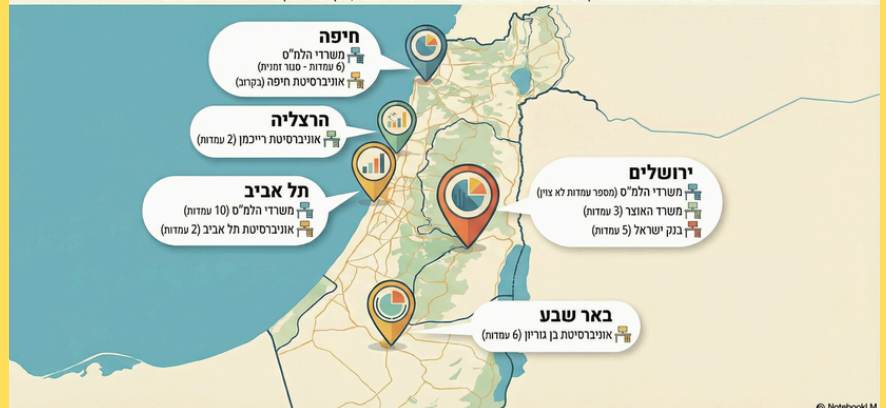 חיפה
משרדי הלמ"ס
(6 עמדות - סגור זמנית)
אוניברסיטת חיפה (בקרוב)
הרצליה
אוניברסיטת רייכמן (2 עמדות)
תל אביב
משרדי הלמ"ס (10 עמדות)
אוניברסיטת תל אביב (2 עמדות)
ירושלים
משרדי הלמ"ס (מספר עמדות לא צוין)
משרד האוצר (3 עמדות)
בנק ישראל (5 עמדות)
באר שבע
אוניברסיטת בן גוריון (6 עמדות)
NotebookLM